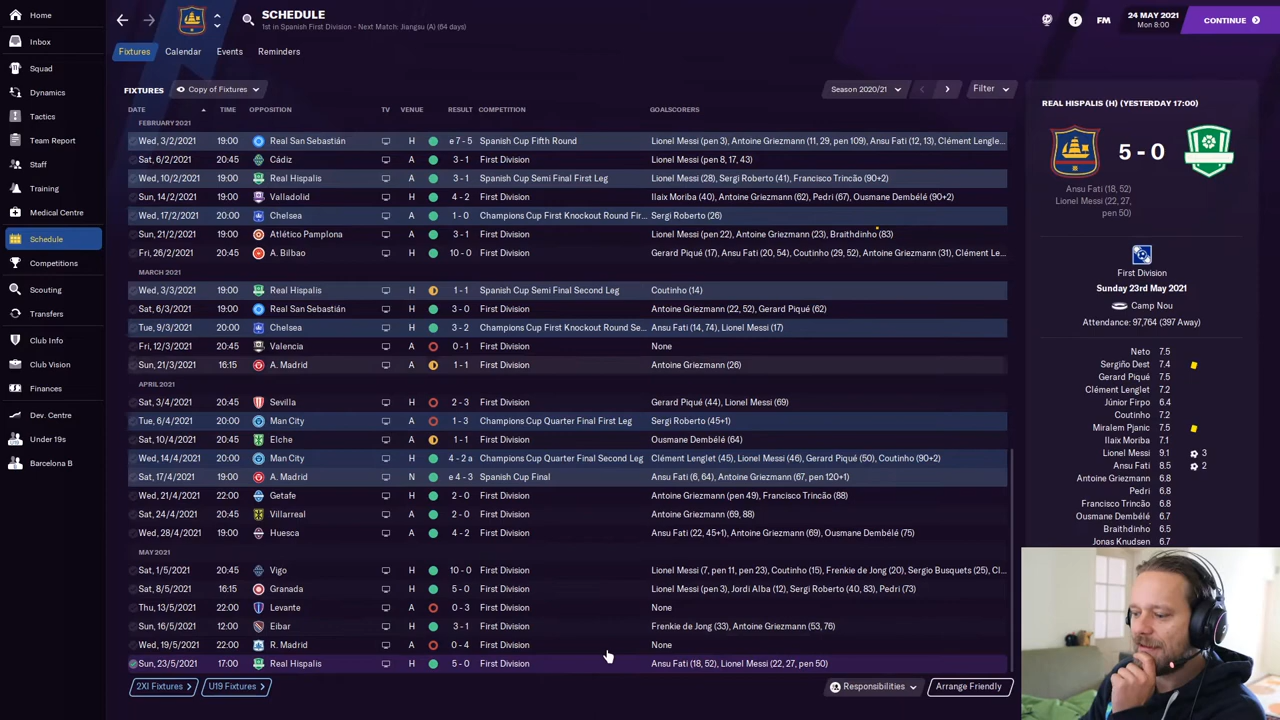 Home
Inbox
Squad
Dynamics
Tactics
Team Report
Staff
Training
Medical Centre
Schedule
Competitions
Scouting
Transfers
Club Info
Club Vision
Finances
Dev. Centre
Under 19s
Barcelona B
SCHEDULE
1st in Spanish First Division - Next Match: Jiangsu (A) (64 days)
FM
24 MAY 2021
Mon 8:00
CONTINUE
Fixtures Calendar Events Reminders
FIXTURES Copy of Fixtures Season 2020/21 Filter
DATE TIME OPPOSITION TV VENUE RESULT COMPETITION GOALSCORERS
FEBRUARY 2021
Wed, 3/2/2021 19:00 Real San Sebastián H e 7 - 5 Spanish Cup Fifth Round Lionel Messi (pen 3), Antoine Griezmann (11, 29, pen 109), Ansu Fati (12, 13), Clément Lengle...
Sat, 6/2/2021 20:45 Cádiz A 3 - 1 First Division Lionel Messi (pen 8, 17, 43)
Wed, 10/2/2021 19:00 Real Hispalis H 3 - 1 Spanish Cup Semi Final First Leg Lionel Messi (28), Sergi Roberto (41), Francisco Trincão (90+2)
Sun, 14/2/2021 19:00 Valladolid H 4 - 2 First Division Ilaix Moriba (40), Antoine Griezmann (62), Pedri (67), Ousmane Dembélé (90+2)
Wed, 17/2/2021 20:00 Chelsea A 1 - 0 Champions Cup First Knockout Round Fir... Sergi Roberto (26)
Sun, 21/2/2021 19:00 Atlético Pamplona A 3 - 1 First Division Lionel Messi (pen 22), Antoine Griezmann (23), Braithdinho (83)
Fri, 26/2/2021 20:45 A. Bilbao H 10 - 0 First Division Gerard Piqué (17), Ansu Fati (20, 54), Coutinho (29, 52), Antoine Griezmann (31), Clément Le...
MARCH 2021
Wed, 3/3/2021 19:00 Real Hispalis A 1 - 1 Spanish Cup Semi Final Second Leg Coutinho (14)
Sat, 6/3/2021 19:00 Real San Sebastián H 3 - 0 First Division Antoine Griezmann (22, 52), Gerard Piqué (62)
Tue, 9/3/2021 20:00 Chelsea H 3 - 2 Champions Cup First Knockout Round Se... Ansu Fati (14, 74), Lionel Messi (17)
Fri, 12/3/2021 20:45 Valencia A 0 - 1 First Division None
Sun, 21/3/2021 16:15 A. Madrid A 1 - 1 First Division Antoine Griezmann (26)
APRIL 2021
Sat, 3/4/2021 20:45 Sevilla H 2 - 3 First Division Gerard Piqué (44), Lionel Messi (69)
Tue, 6/4/2021 20:00 Man City A 1 - 3 Champions Cup Quarter Final First Leg Sergi Roberto (45+1)
Sat, 10/4/2021 20:45 Elche A 1 - 1 First Division Ousmane Dembélé (64)
Wed, 14/4/2021 20:00 Man City H 4 - 2 a Champions Cup Quarter Final Second Leg Clément Lenglet (45), Lionel Messi (46), Gerard Piqué (50), Coutinho (90+2)
Sat, 17/4/2021 19:00 A. Madrid N e 4 - 3 Spanish Cup Final Ansu Fati (6, 64), Antoine Griezmann (67, pen 120+1)
Wed, 21/4/2021 22:00 Getafe H 2 - 0 First Division Antoine Griezmann (pen 49), Francisco Trincão (88)
Sat, 24/4/2021 20:45 Villarreal A 2 - 0 First Division Antoine Griezmann (69, 88)
Wed, 28/4/2021 22:00 Huesca A 4 - 2 First Division Ansu Fati (22, 45+1), Antoine Griezmann (69), Ousmane Dembélé (75)
MAY 2021
Sat, 1/5/2021 20:45 Vigo H 10 - 0 First Division Lionel Messi (7, pen 11, pen 23), Coutinho (15), Frenkie de Jong (20), Sergio Busquets (25), Cl...
Sat, 8/5/2021 16:15 Granada H 5 - 0 First Division Lionel Messi (pen 3), Jordi Alba (12), Sergi Roberto (40, 83), Pedri (73)
Thu, 13/5/2021 22:00 Levante A 0 - 3 First Division None
Sun, 16/5/2021 12:00 Eibar H 3 - 1 First Division Frenkie de Jong (33), Antoine Griezmann (53, 76)
Wed, 19/5/2021 22:00 R. Madrid A 0 - 4 First Division None
Sun, 23/5/2021 17:00 Real Hispalis H 5 - 0 First Division Ansu Fati (18, 52), Lionel Messi (22, 27, pen 50)
2XI Fixtures U19 Fixtures Responsibilities Arrange Friendly
REAL HISPALIS (H) (YESTERDAY 17:00)
5 - 0
Ansu Fati (18, 52)
Lionel Messi (22, 27,
pen 50)
First Division
Sunday 23rd May 2021
Camp Nou
Attendance: 97,764 (397 Away)
Neto 7.5
Sergiño Dest 7.4
Gerard Piqué 7.5
Clément Lenglet 7.2
Júnior Firpo 6.4
Coutinho 7.2
Miralem Pjanic 7.5
Ilaix Moriba 7.1
Lionel Messi 9.1 3
Ansu Fati 8.5 2
Antoine Griezmann 6.8
Pedri 6.8
Francisco Trincão 6.8
Ousmane Dembélé 6.7
Braithdinho 6.5
Jonas Knudsen 6.7